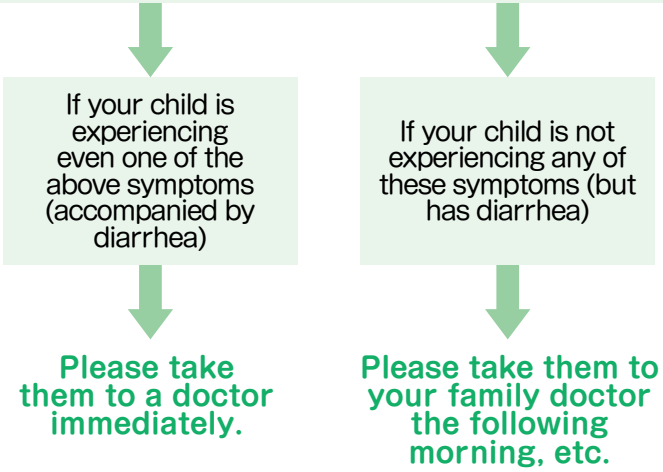 If your child is
experiencing
even one of the
above symptoms
(accompanied by
diarrhea)
If your child is not
experiencing any of
these symptoms (but
has diarrhea)
Please take
them to a doctor
immediately.
Please take them to
your family doctor
the following
morning, etc.